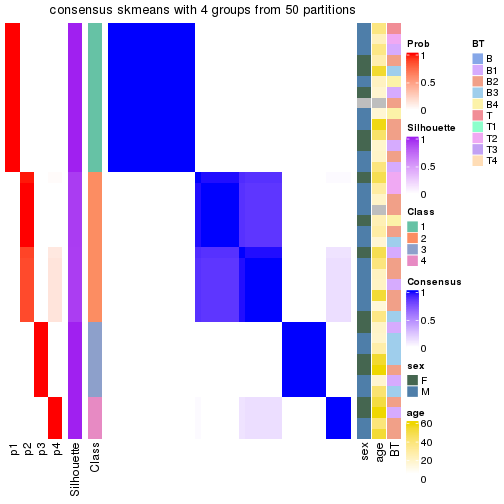 consensus skmeans with 4 groups from 50 partitions
p1
p2
p3
p4
Silhouette
Class
sex
age
BT
Prob
1
0.5
0
Silhouette
1
0.5
0
Class
1
2
3
4
Consensus
1
0.5
0
sex
F
M
age
60
40
20
0
BT
B
B1
B2
B3
B4
T
T1
T2
T3
T4